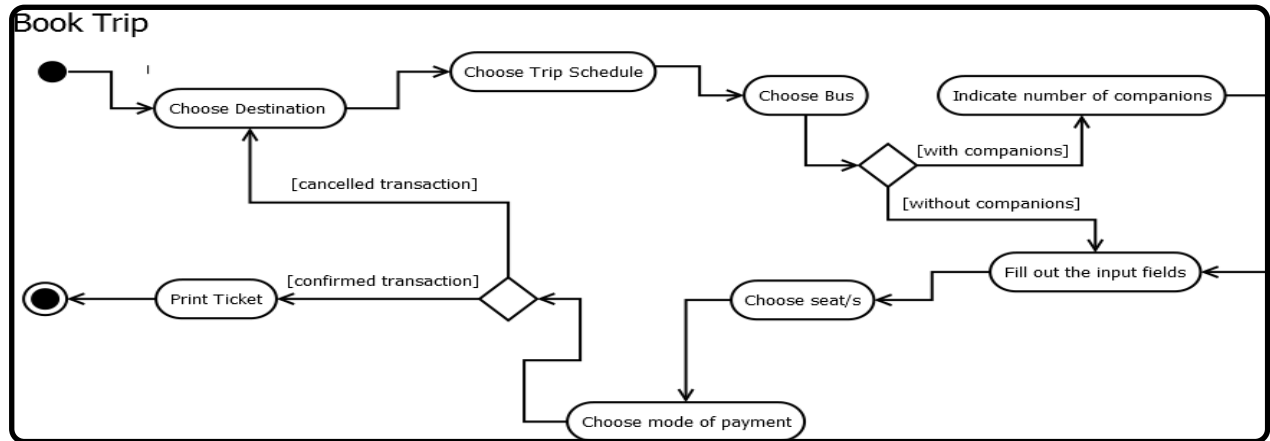 Book Trip
Choose Destination
Choose Trip Schedule
Choose Bus
Indicate number of companions
[with companions]
[without companions]
Fill out the input fields
Choose seat/s
Choose mode of payment
[cancelled transaction]
[confirmed transaction]
Print Ticket